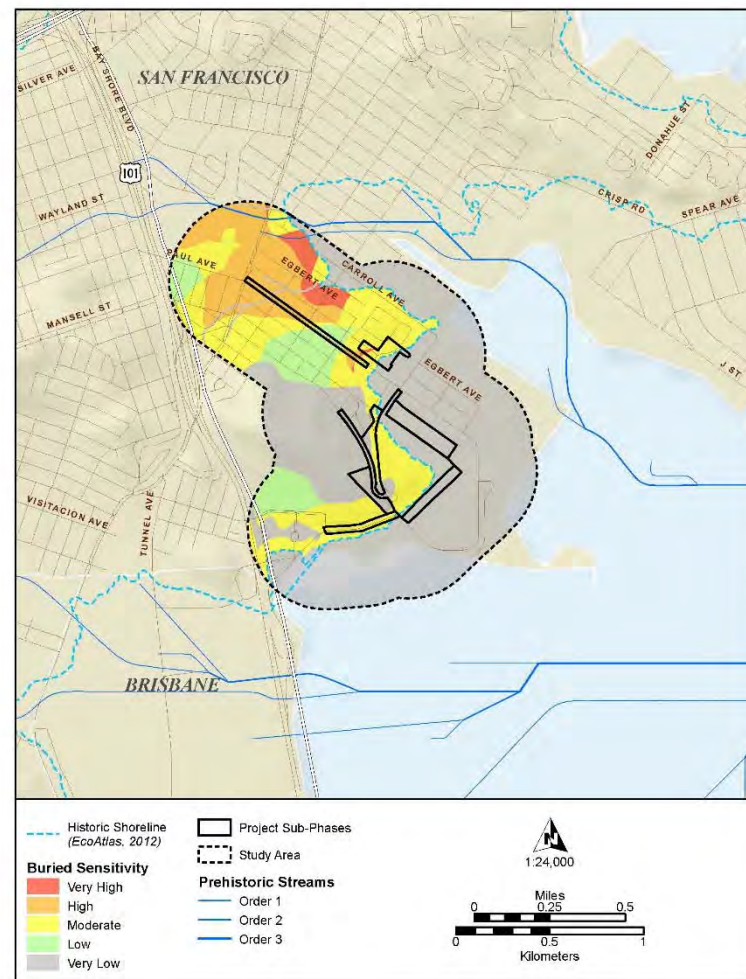 SILVER AVE
BAY SHORE BLVD
SAN FRANCISCO
DONAHUE ST
101
CRISP RD
SPEAR AVE
WAYLAND ST
PAUL AVE
EGBERT AVE
CARROLL AVE
MANSELL ST
EGBERT AVE
J ST
VISITACION AVE
TUNNEL AVE
BRISBANE
Historic Shoreline
(EcoAtlas, 2012)
Buried Sensitivity
Very High
High
Moderate
Low
Very Low
Project Sub-Phases
Study Area
Prehistoric Streams
Order 1
Order 2
Order 3
N
1:24,000
Miles
0 0.25 0.5
0 0.5 1
Kilometers